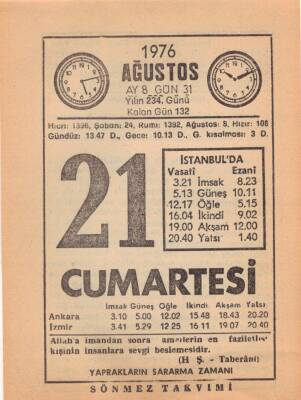 1976
AĞUSTOS
AY 8 GÜN 31
Yılın 234. Günü
Kalan Gün 132
Hicri: 1396, Şaban: 24, Rumi: 1392, Ağustos: 8, Hızır: 108
Gündüz: 13.47 D., Gece: 10.13 D., G. kısalması: 3 D.
21
İSTANBUL'DA
Vasatî Ezanî
3.21 İmsak 8.23
5.13 Güneş 10.11
12.17 Öğle 5.15
16.04 İkindi 9.02
19.00 Akşam 12.00
20.40 Yatsı 1.40
CUMARTESİ
İmsak Güneş Öğle İkindi Akşam Yatsı
Ankara 3.10 5.00 12.02 15.48 18.43 20.20
İzmir 3.41 5.29 12.25 16.11 19.07 20.40
Allah'a imandan sonra amellerin en faziletlisi
kişinin insanlara sevgi beslemesidir.
(H Ş. - Taberânî)
YAPRAKLARIN SARARMA ZAMANI
SÖNMEZ TAKVİMİ